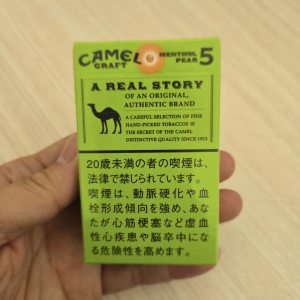 CAMEL MENTHOL 5
CRAFT PEAR
A REAL STORY
OF AN ORIGINAL,
AUTHENTIC BRAND
A CAREFUL SELECTION OF FINE
HAND-PICKED TOBACCOS IS
THE SECRET OF THE CAMEL
DISTINCTIVE QUALITY SINCE 1913
20歳未満の者の喫煙は、
法律で禁じられています。
喫煙は、動脈硬化や血
栓形成傾向を強め、あな
たが心筋梗塞など虚血
性心疾患や脳卒中にな
る危険性を高めます。